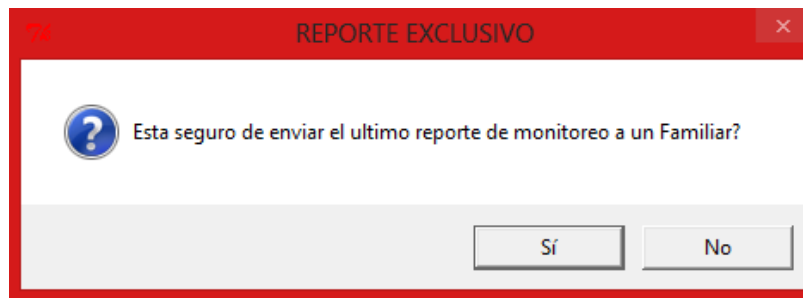 REPORTE EXCLUSIVO
Esta seguro de enviar el ultimo reporte de monitoreo a un Familiar?
Sí
No